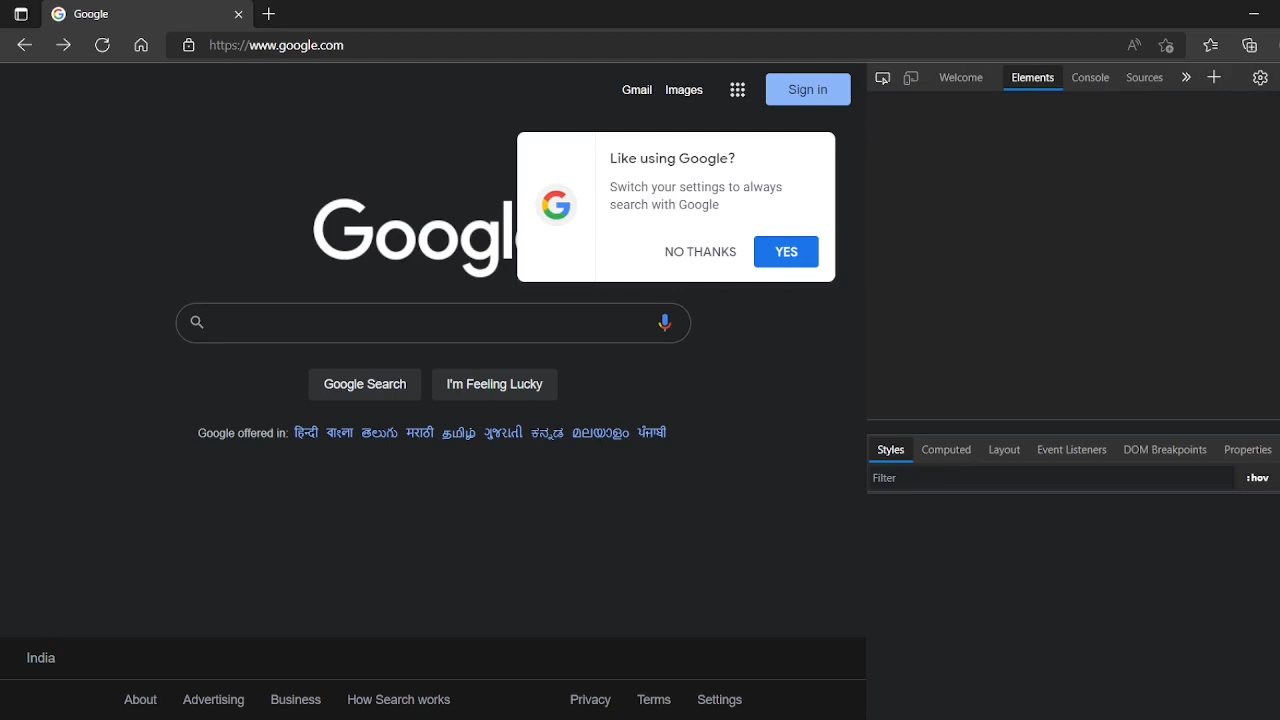 Google
https://www.google.com
Welcome Elements Console Sources
Gmail Images Sign in
Like using Google?
Switch your settings to always
search with Google
NO THANKS YES
Google Search I'm Feeling Lucky
Google offered in: हिन्दी বাংলা తెలుగు मराठी தமிழ் ગુજરાતી ಕನ್ನಡ മലയാളം ਪੰਜਾਬੀ
Styles Computed Layout Event Listeners DOM Breakpoints Properties
Filter :hov
India
About Advertising Business How Search works Privacy Terms Settings